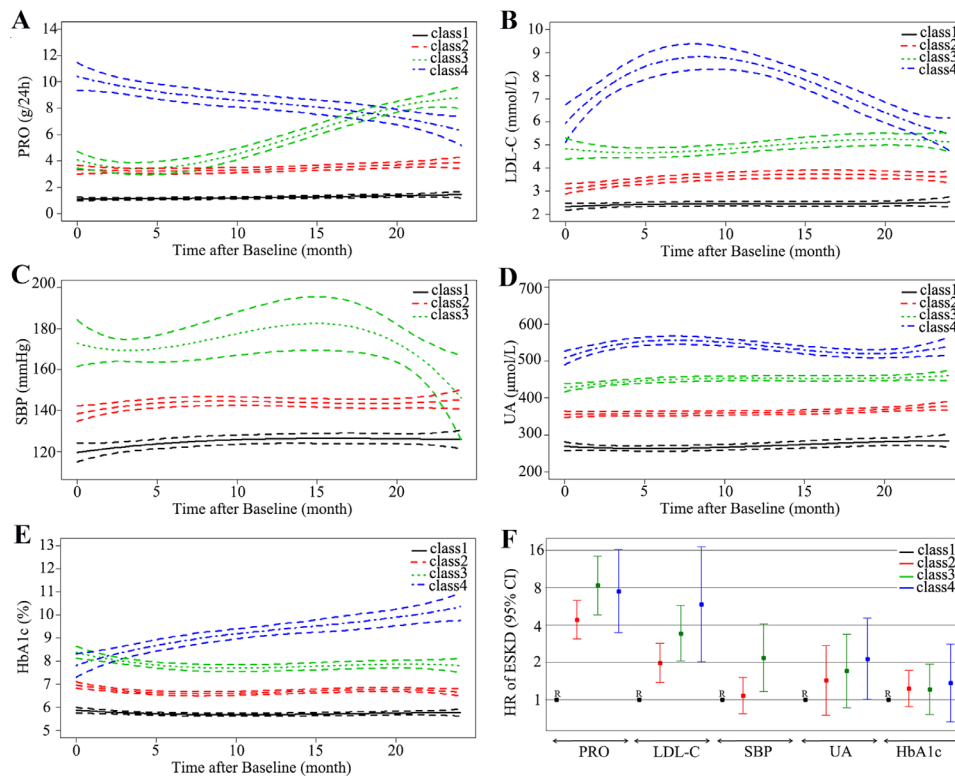 A
PRO (g/24h)
14
12
10
8
6
4
2
0
class1
class2
class3
class4
0 5 10 15 20
Time after Baseline (month)
B
LDL-C (mmol/L)
10
9
8
7
6
5
4
3
2
class1
class2
class3
class4
0 5 10 15 20
Time after Baseline (month)
C
SBP (mmHg)
200
180
160
140
120
class1
class2
class3
0 5 10 15 20
Time after Baseline (month)
D
UA (μmol/L)
700
600
500
400
300
200
class1
class2
class3
class4
0 5 10 15 20
Time after Baseline (month)
E
HbA1c (%)
13
12
11
10
9
8
7
6
5
class1
class2
class3
class4
0 5 10 15 20
Time after Baseline (month)
F
HR of ESKD (95% CI)
16
8
4
2
1
class1
class2
class3
class4
R R R R R
PRO LDL-C SBP UA HbA1c